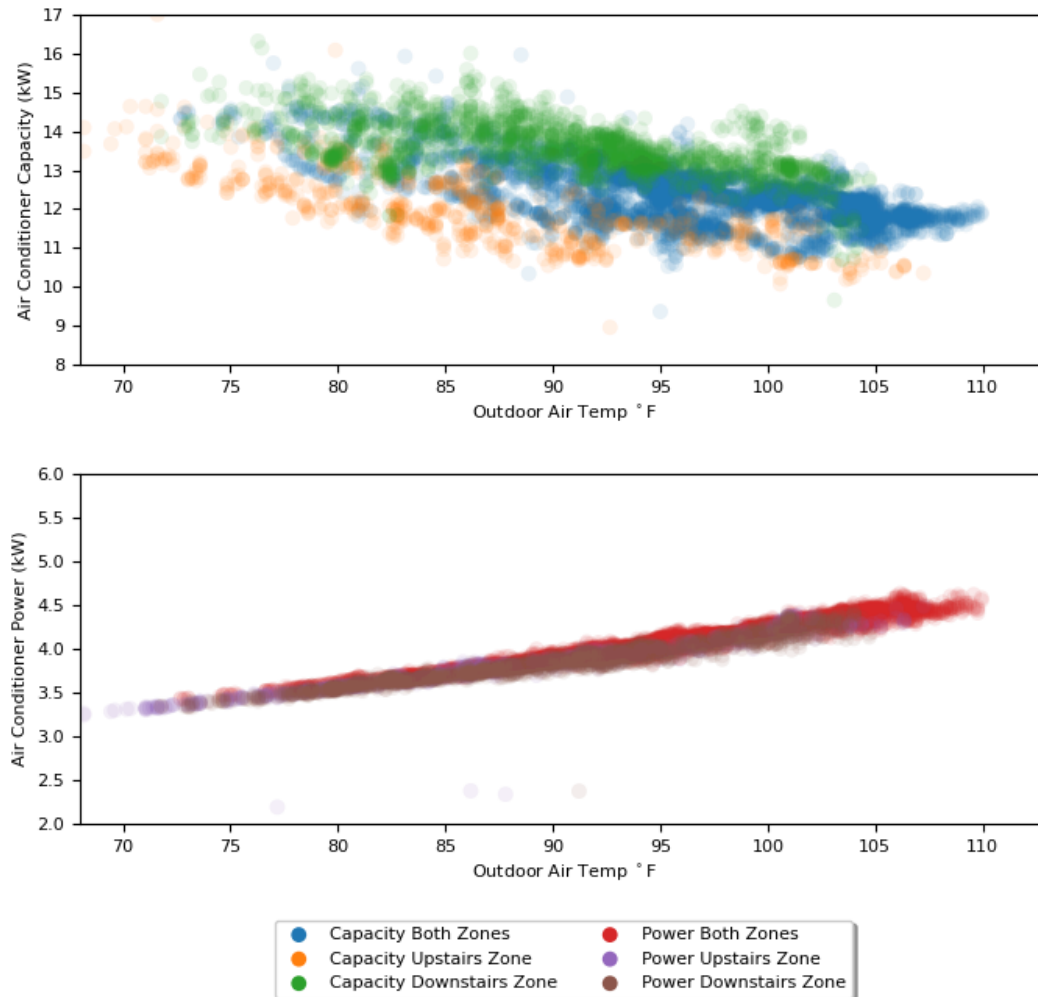 17
16
15
14
13
12
11
10
9
8
Air Conditioner Capacity (kW)
70 75 80 85 90 95 100 105 110
Outdoor Air Temp °F
6.0
5.5
5.0
4.5
4.0
3.5
3.0
2.5
2.0
Air Conditioner Power (kW)
70 75 80 85 90 95 100 105 110
Outdoor Air Temp °F
Capacity Both Zones Power Both Zones
Capacity Upstairs Zone Power Upstairs Zone
Capacity Downstairs Zone Power Downstairs Zone